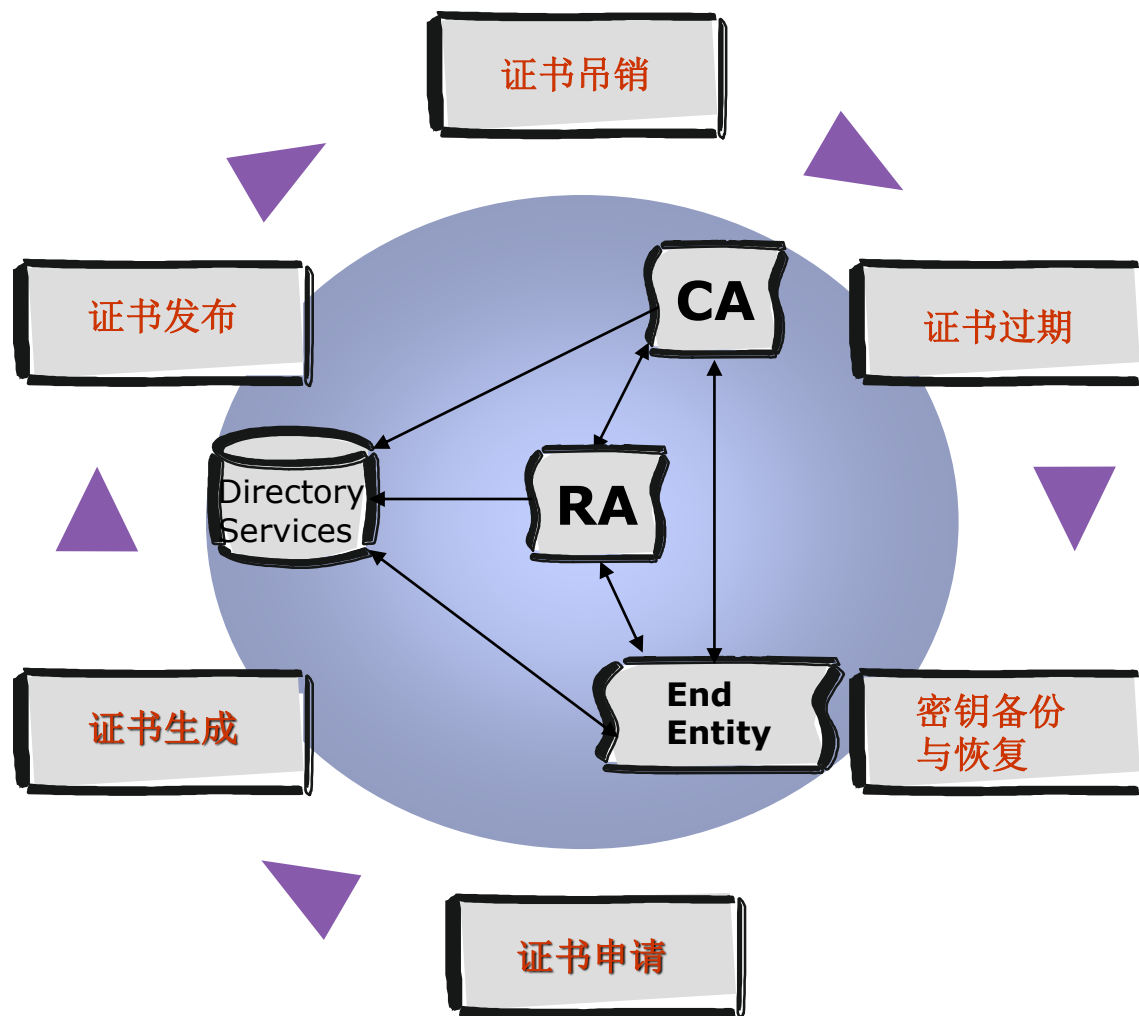 证书吊销
证书发布
CA
证书过期
Directory
Services
RA
证书生成
End
Entity
密钥备份
与恢复
证书申请